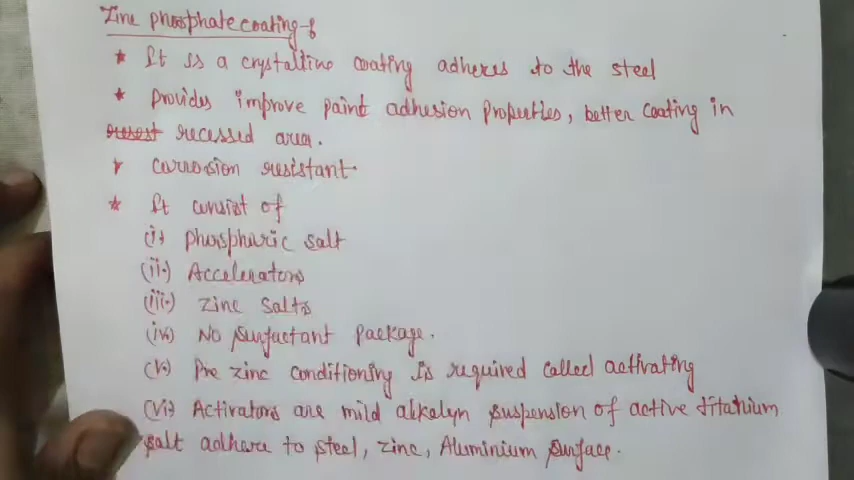 Zinc phosphate coating :-
* It is a crystalline coating adheres to the steel
* provides improve paint adhesion properties, better coating in
recessed area.
* corrosion resistant
* It consist of
(i) phosphoric salt
(ii) Accelerators
(iii) Zinc Salts
(iv) No surfactant package.
(v) Pre zinc conditioning is required called activating
(vi) Activators are mild alkalyn suspension of active titanium
salt adhere to steel, zinc, Aluminium surface.